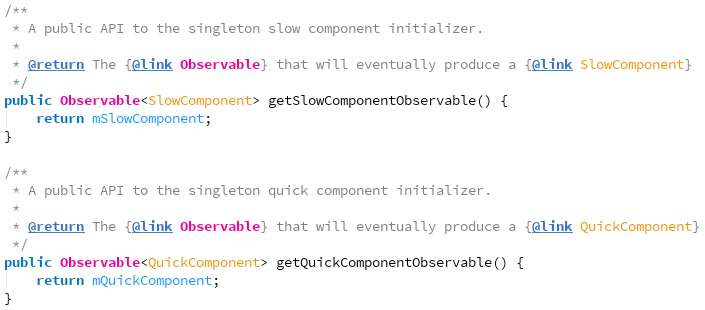 /**
 * A public API to the singleton slow component initializer.
 *
 * @return The {@link Observable} that will eventually produce a {@link SlowComponent}
 */
public Observable<SlowComponent> getSlowComponentObservable() {
    return mSlowComponent;
}

/**
 * A public API to the singleton quick component initializer.
 *
 * @return The {@link Observable} that will eventually produce a {@link QuickComponent}
 */
public Observable<QuickComponent> getQuickComponentObservable() {
    return mQuickComponent;
}